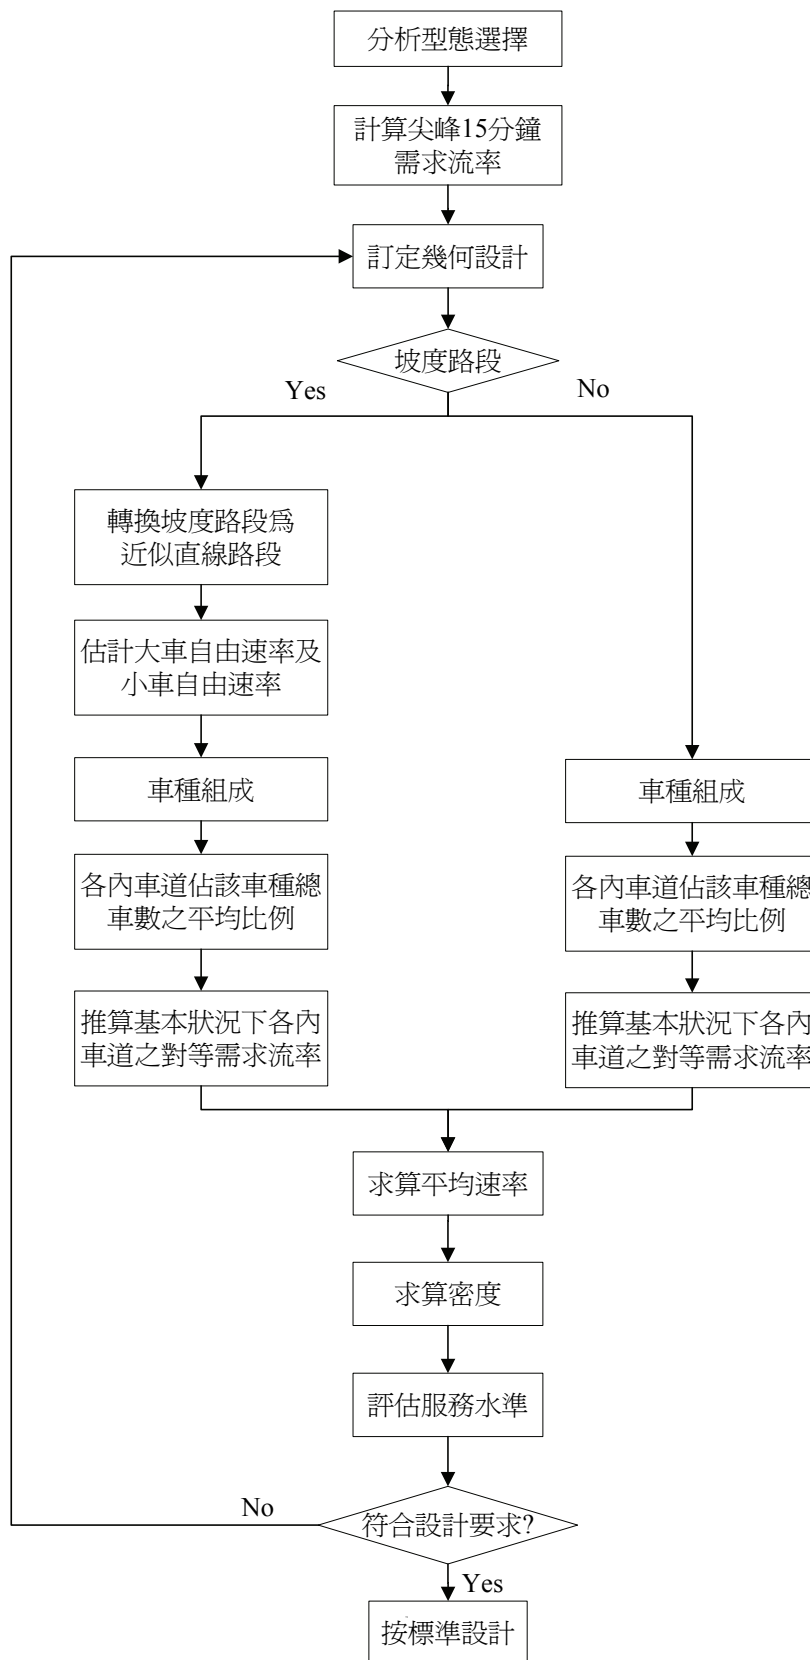 分析型態選擇
計算尖峰15分鐘
需求流率
訂定幾何設計
坡度路段
Yes
No
轉換坡度路段為
近似直線路段
估計大車自由速率及
小車自由速率
車種組成
各內車道佔該車種總
車數之平均比例
推算基本狀況下各內
車道之對等需求流率
車種組成
各內車道佔該車種總
車數之平均比例
推算基本狀況下各內
車道之對等需求流率
求算平均速率
求算密度
評估服務水準
符合設計要求?
No
Yes
按標準設計